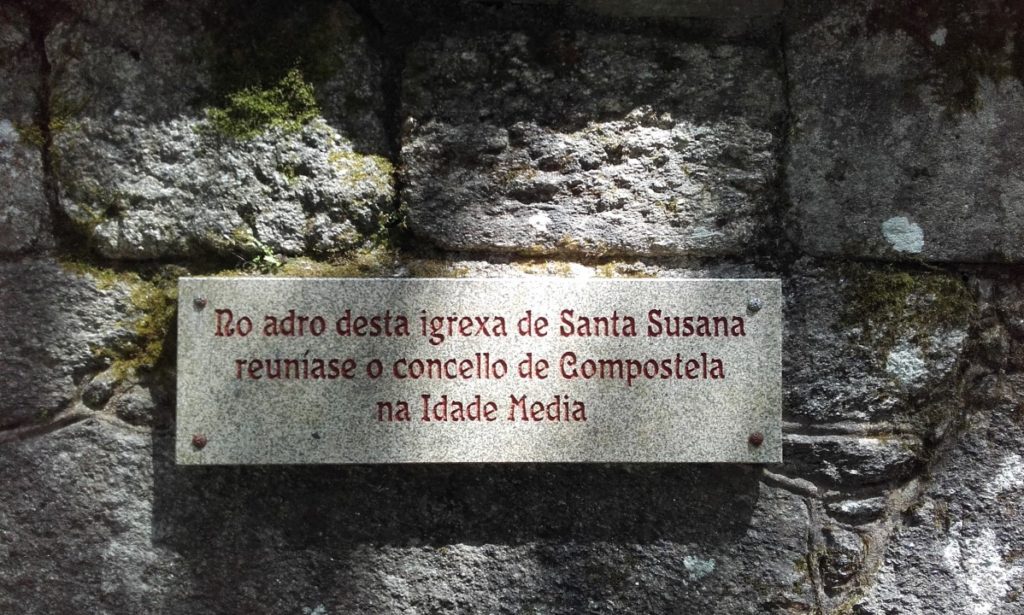 No adro desta igrexa de Santa Susana
reuníase o concello de Compostela
na Idade Media